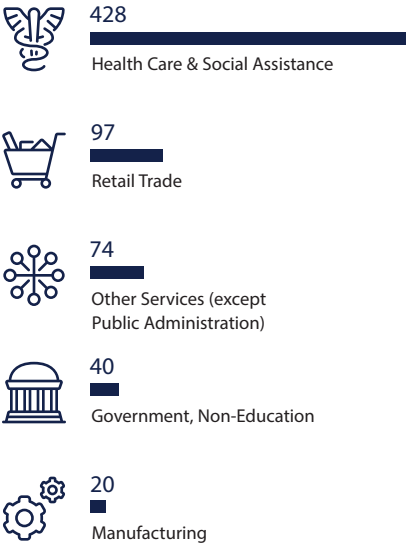 428
Health Care & Social Assistance
97
Retail Trade
74
Other Services (except
Public Administration)
40
Government, Non-Education
20
Manufacturing